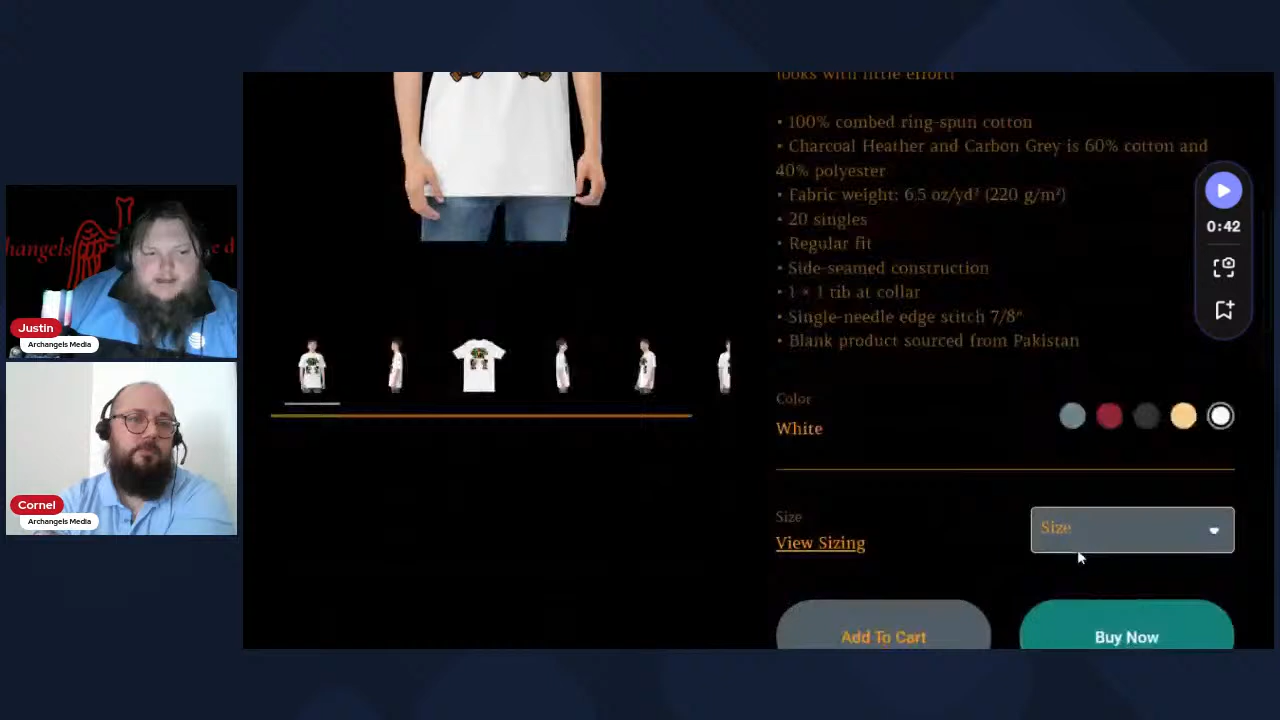 looks with little effort!
• 100% combed ring-spun cotton
• Charcoal Heather and Carbon Grey is 60% cotton and
40% polyester
• Fabric weight: 6.5 oz/yd² (220 g/m²)
• 20 singles
• Regular fit
• Side-seamed construction
• 1 × 1 tib at collar
• Single-needle edge stitch 7/8″
• Blank product sourced from Pakistan
0:42
hangels
e d
Justin
Archangels Media
Cornel
Archangels Media
Color
White
Size
View Sizing
Size
Add To Cart
Buy Now